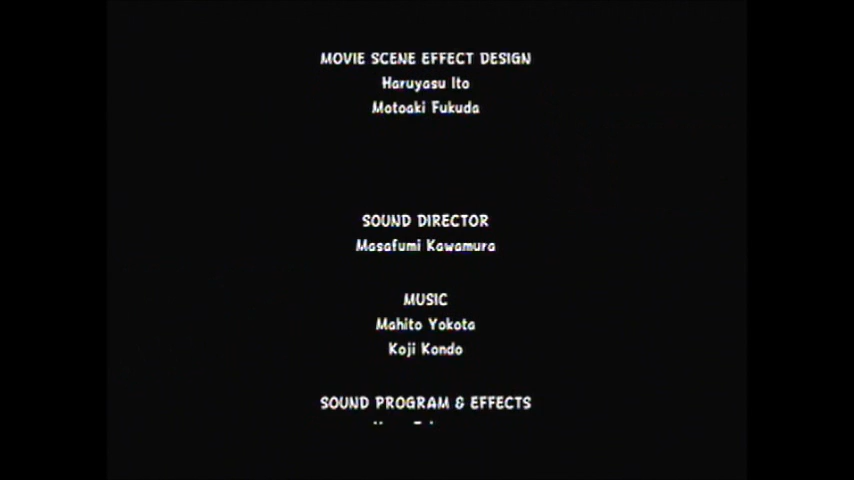 MOVIE SCENE EFFECT DESIGN
Haruyasu Ito
Motoaki Fukuda
SOUND DIRECTOR
Masafumi Kawamura
MUSIC
Mahito Yokota
Koji Kondo
SOUND PROGRAM & EFFECTS